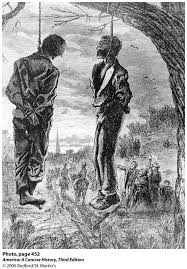 Photo, page 452
America: A Concise History, Third Edition
© 2006 Bedford/St. Martin's